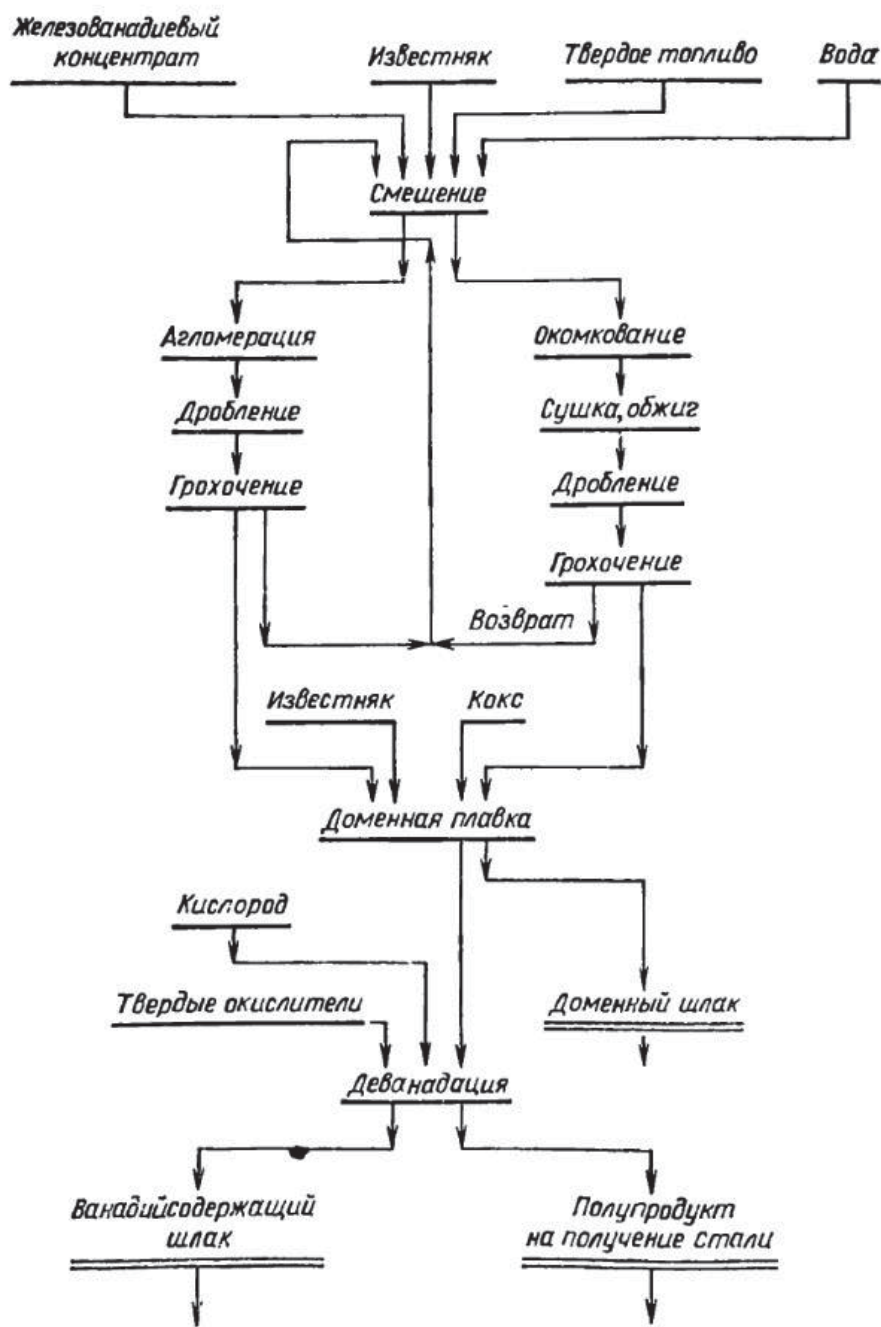 Железованадиевый
концентрат
Известняк
Твердое топливо
Вода
Смещение
Агломерация
Окомкование
Дробление
Сушка, обжиг
Грохочение
Дробление
Грохочение
Возврат
Известняк
Кокс
Доменная плавка
Кислород
Твердые окислители
Доменный шлак
Деванадация
Ванадийсодержащий
шлак
Полупродукт
на получение стали